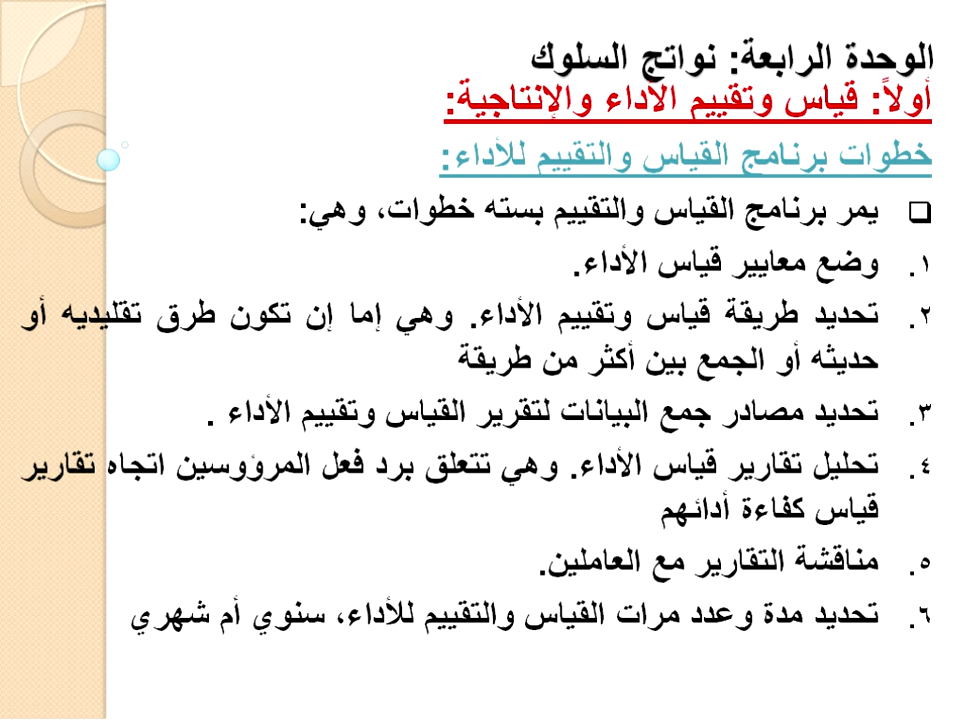 الوحدة الرابعة: نواتج السلوك
أولاً: قياس وتقييم الأداء والإنتاجية:
خطوات برنامج القياس والتقييم للأداء:
❑ يمر برنامج القياس والتقييم بسته خطوات، وهي:
١. وضع معايير قياس الأداء.
٢. تحديد طريقة قياس وتقييم الأداء. وهي إما إن تكون طرق تقليديه أو
حديثه أو الجمع بين أكثر من طريقة
٣. تحديد مصادر جمع البيانات لتقرير القياس وتقييم الأداء .
٤. تحليل تقارير قياس الأداء. وهي تتعلق برد فعل المرؤوسين اتجاه تقارير
قياس كفاءة أدائهم
٥. مناقشة التقارير مع العاملين.
٦. تحديد مدة وعدد مرات القياس والتقييم للأداء، سنوي أم شهري